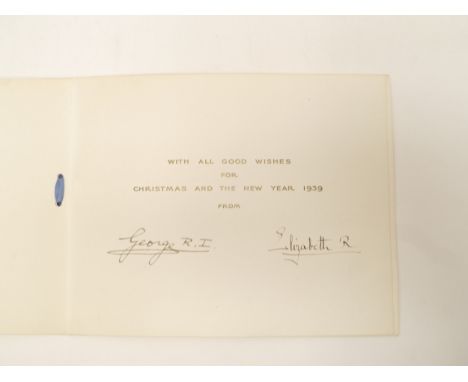 WITH ALL GOOD WISHES
FOR
CHRISTMAS AND THE NEW YEAR, 1939
FROM
George R.I. Elizabeth R